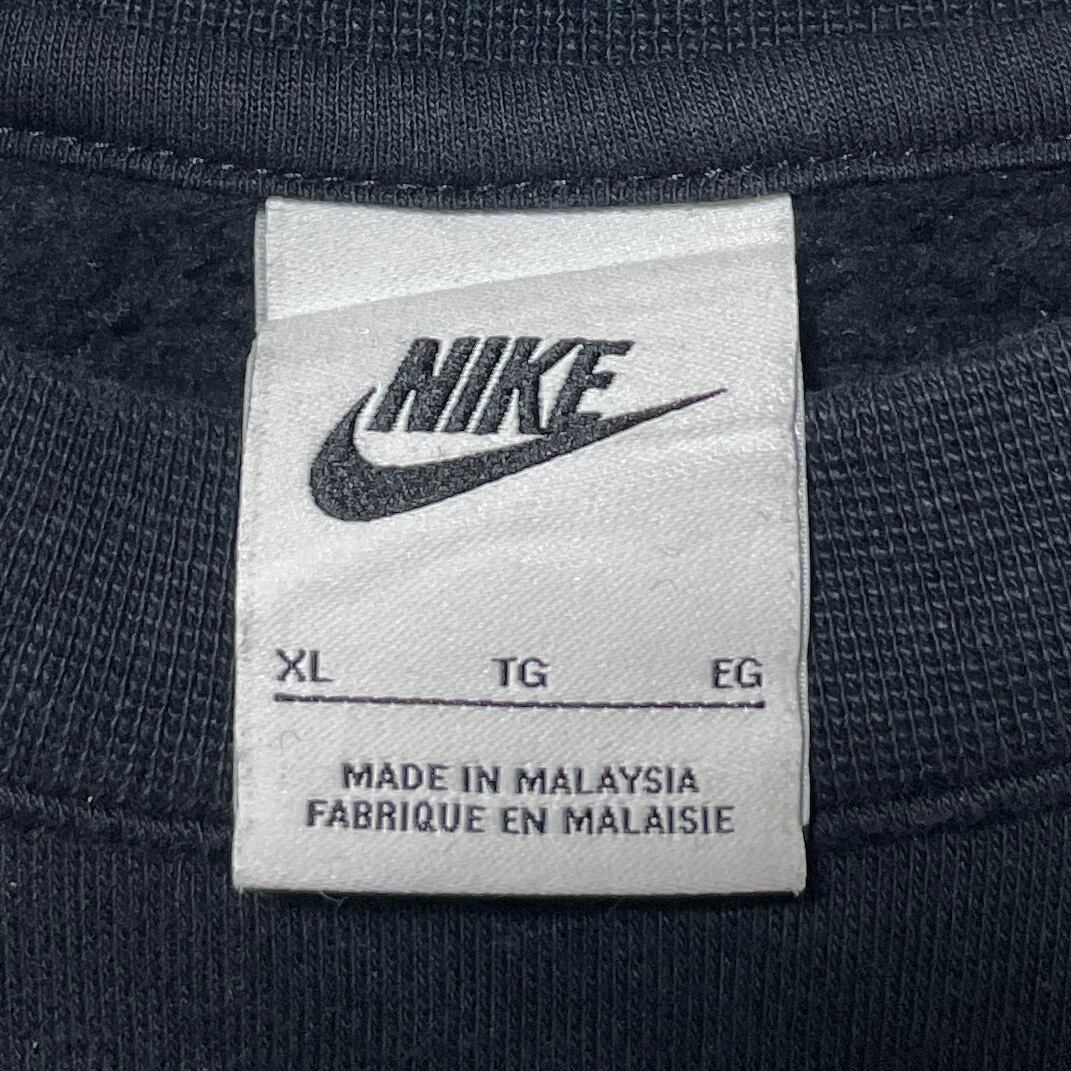 NIKE
XL TG EG
MADE IN MALAYSIA
FABRIQUE EN MALAISIE